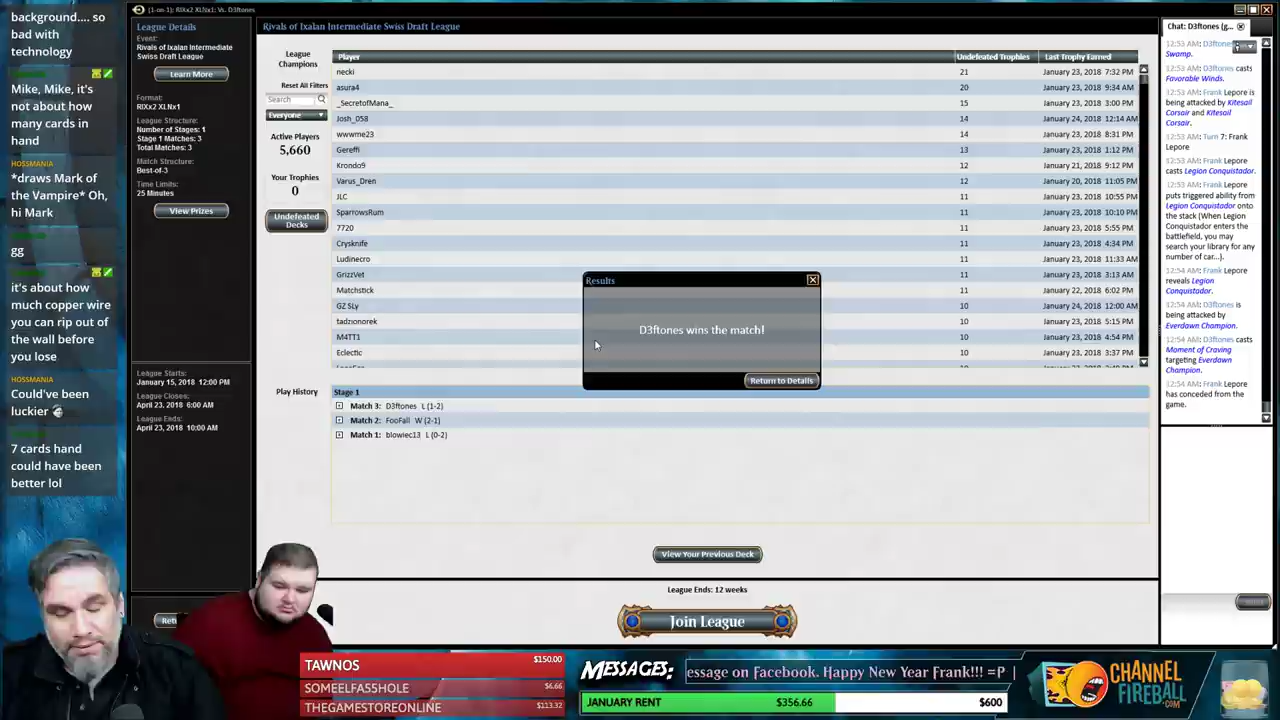 background.... so
bad with
technology
Mike, Mike, it's not
about how
many cards in
hand
HOSSMANIA
*draws Mark of
the Vampire* Oh,
hi Mark
gg
it's about how
much copper wire
you can rip out of
the wall before
you lose
HOSSMANIA
Could've been
luckier
7 cards hand
could have been
better lol
(1-on-1): RIXx2 XLNx1: Vs. D3ftones
League Details
Event:
Rivals of Ixalan Intermediate
Swiss Draft League
Learn More
Format:
RIXx2 XLNx1
League Structure:
Number of Stages: 1
Stage 1 Matches: 3
Total Matches: 3
Match Structure:
Best-of-3
Time Limits:
25 Minutes
View Prizes
League Starts:
January 15, 2018 12:00 PM
League Closes:
April 23, 2018 6:00 AM
League Ends:
April 23, 2018 10:00 AM
Rivals of Ixalan Intermediate Swiss Draft League
League
Champions
Reset All Filters
Search
Everyone
Active Players
5,660
Your Trophies
0
Undefeated
Decks
Player Undefeated Trophies Last Trophy Earned
necki 21 January 23, 2018 7:32 PM
asura4 20 January 23, 2018 9:34 AM
_SecretofMana_ 15 January 23, 2018 3:00 PM
Josh_058 14 January 24, 2018 12:14 AM
wwwme23 14 January 23, 2018 8:31 PM
Gereffi 13 January 23, 2018 1:12 PM
Krondo9 12 January 21, 2018 9:12 PM
Varus_Dren 12 January 20, 2018 11:05 PM
JLC 11 January 23, 2018 10:55 PM
SparrowsRum 11 January 23, 2018 10:10 PM
7720 11 January 23, 2018 5:55 PM
Crysknife 11 January 23, 2018 4:34 PM
Ludinecro 11 January 23, 2018 11:33 AM
GrizzVet 11 January 23, 2018 3:13 AM
Matchstick 11 January 22, 2018 6:02 PM
GZ SLy 10 January 24, 2018 12:00 AM
tadzionorek 10 January 23, 2018 5:15 PM
M4TT1 10 January 23, 2018 4:54 PM
Eclectic 10 January 23, 2018 3:37 PM
Results
D3ftones wins the match!
Return to Details
Play History
Stage 1
Match 3: D3ftones L (1-2)
Match 2: FooFall W (2-1)
Match 1: blowiec13 L (0-2)
View Your Previous Deck
League Ends: 12 weeks
Join League
Retu
Chat: D3ftones (g...
12:53 AM: D3ftones
Swamp.
12:53 AM: D3ftones casts
Favorable Winds.
12:53 AM: Frank Lepore is
being attacked by Kitesail
Corsair and Kitesail
Corsair.
12:53 AM: Turn 7: Frank
Lepore
12:53 AM: Frank Lepore
casts Legion Conquistador.
12:53 AM: Frank Lepore
puts triggered ability from
Legion Conquistador onto
the stack (When Legion
Conquistador enters the
battlefield, you may
search your library for any
number of car...).
12:54 AM: Frank Lepore
reveals Legion
Conquistador.
12:54 AM: D3ftones is
being attacked by
Everdawn Champion.
12:54 AM: D3ftones casts
Moment of Craving
targeting Everdawn
Champion.
12:54 AM: Frank Lepore
has conceded from the
game.
TAWNOS $150.00
SOMEELFA55HOLE $6.66
THEGAMESTOREONLINE $113.32
MESSAGES: essage on Facebook. Happy New Year Frank!!! =P |
JANUARY RENT $356.66 $600
CHANNEL
FIREBALL
.COM